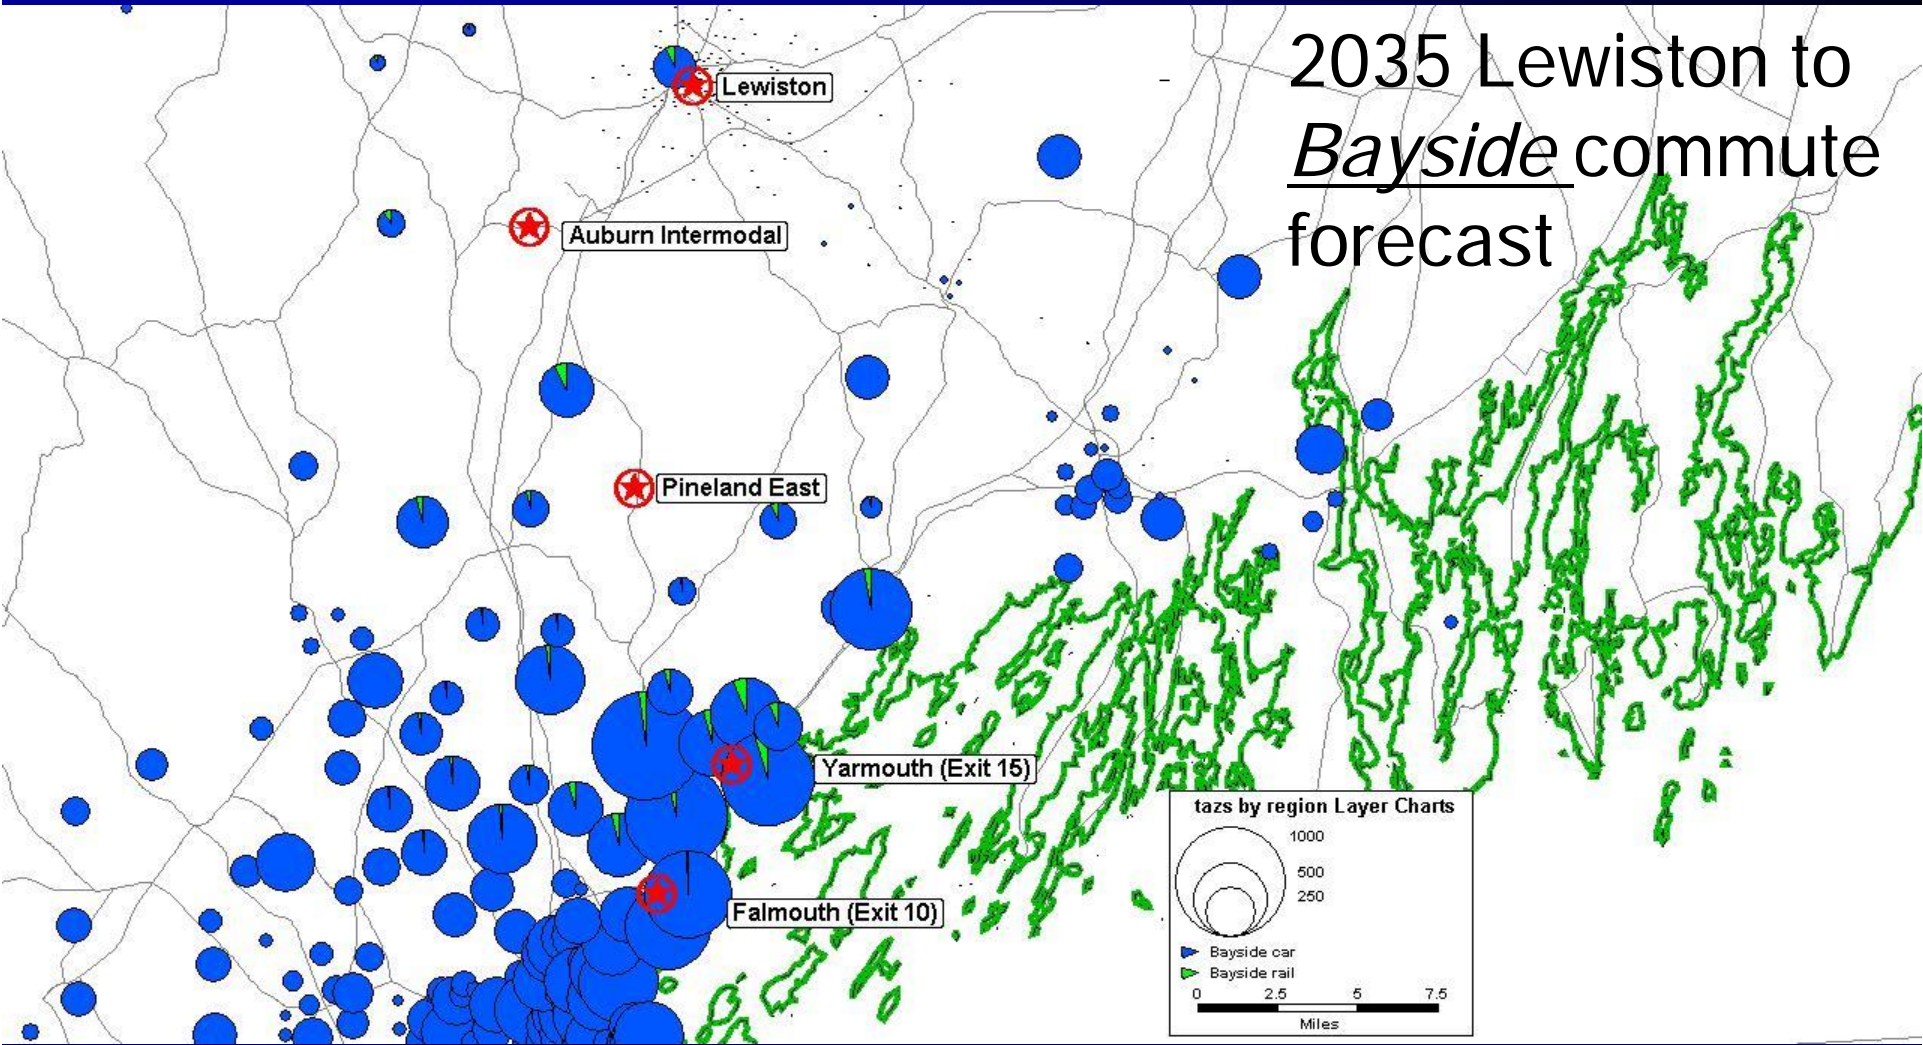 2035 Lewiston to
Bayside commute
forecast
Lewiston
Auburn Intermodal
Pineland East
Yarmouth (Exit 15)
Falmouth (Exit 10)
tazs by region Layer Charts
1000
500
250
Bayside car
Bayside rail
0 2.5 5 7.5
Miles